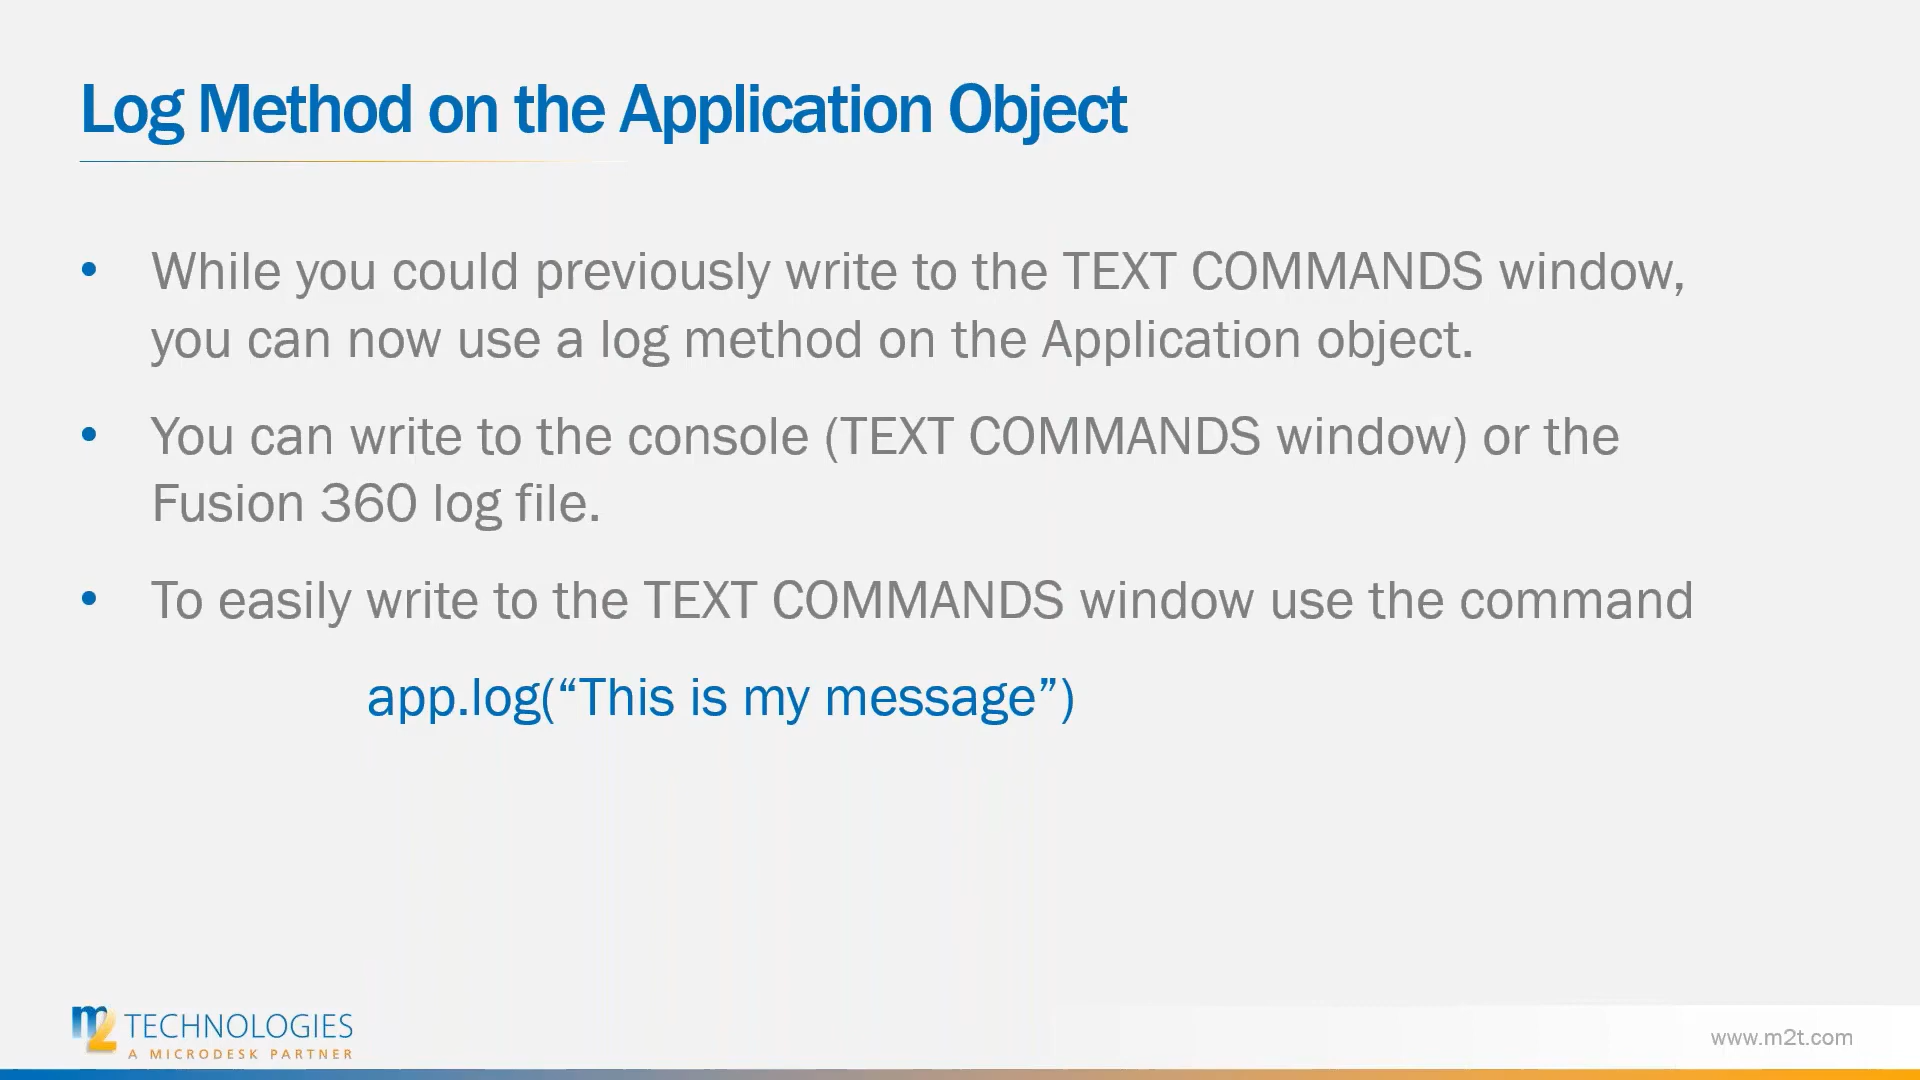 Log Method on the Application Object
• While you could previously write to the TEXT COMMANDS window,
you can now use a log method on the Application object.
• You can write to the console (TEXT COMMANDS window) or the
Fusion 360 log file.
• To easily write to the TEXT COMMANDS window use the command
app.log(“This is my message”)
m2 TECHNOLOGIES
A MICRODESK PARTNER
www.m2t.com